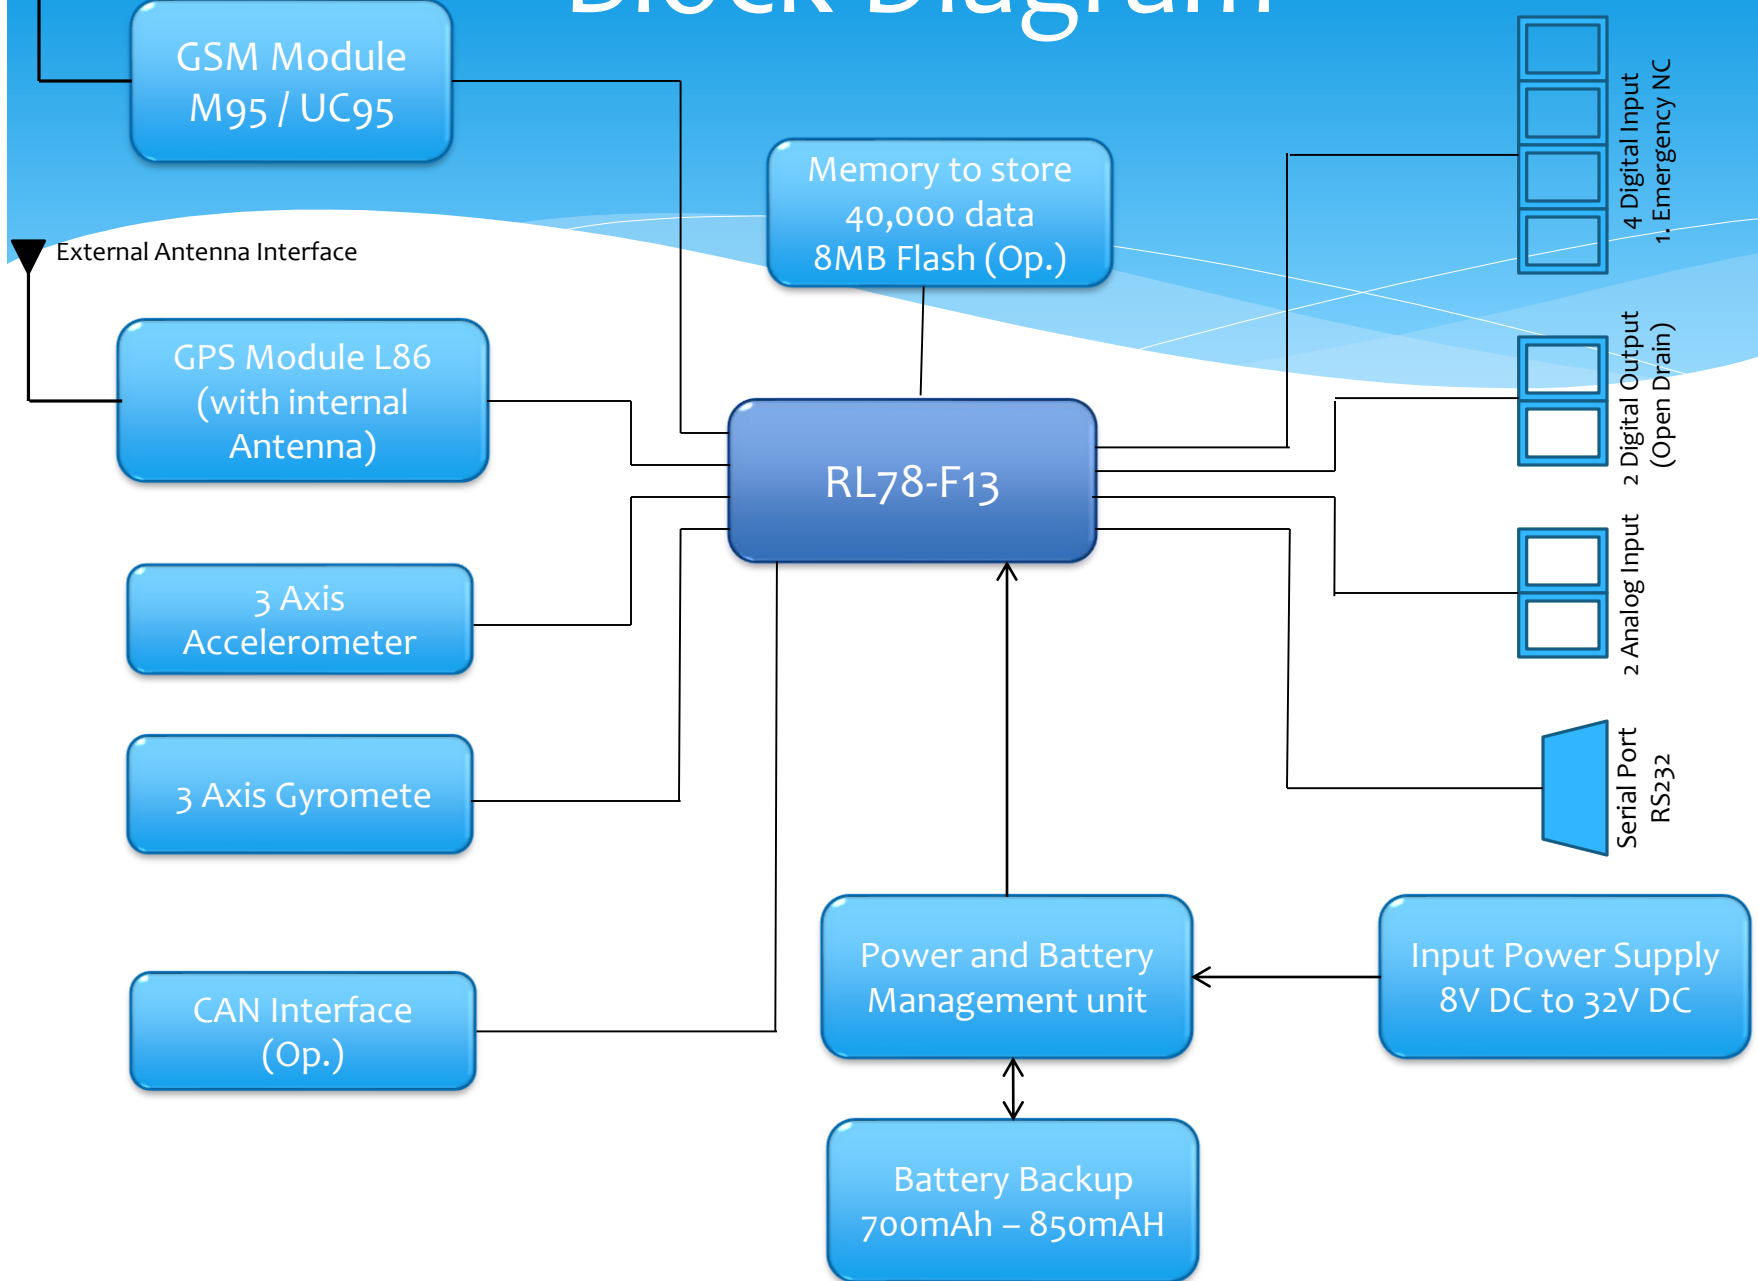 Block Diagram
GSM Module
M95 / UC95
Memory to store
40,000 data
8MB Flash (Op.)
4 Digital Input
1. Emergency NC
External Antenna Interface
GPS Module L86
(with internal
Antenna)
2 Digital Output
(Open Drain)
RL78-F13
2 Analog Input
3 Axis
Accelerometer
3 Axis Gyromete
Serial Port
RS232
Power and Battery
Management unit
Input Power Supply
8V DC to 32V DC
CAN Interface
(Op.)
Battery Backup
700mAh – 850mAH